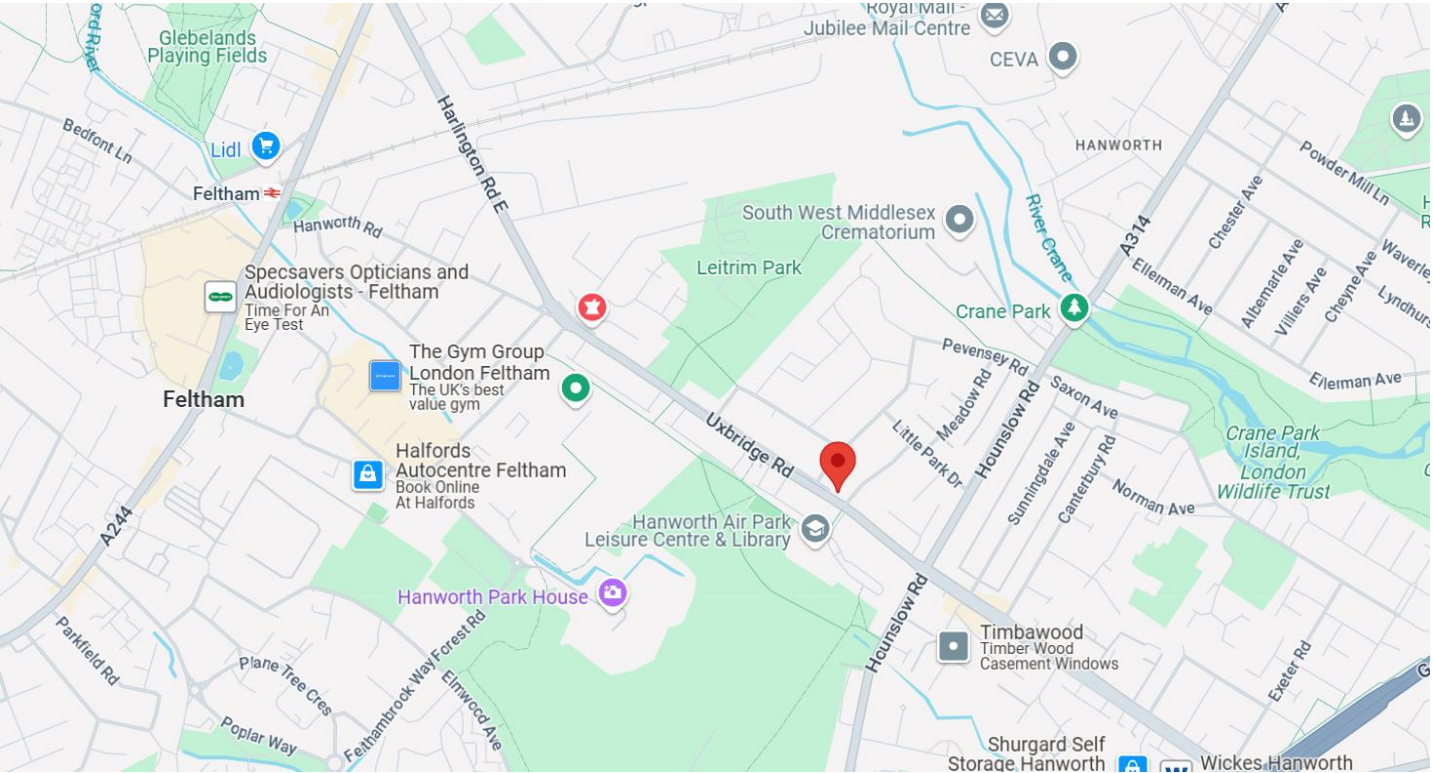 Royal Mail -
Jubilee Mail Centre
CEVA
Glebelands
Playing Fields
Harlington Rd E
Bedfont Ln
Lidl
Feltham
Hanworth Rd
HANWORTH
Powder Mill Ln
Chester Ave
A314
River Crane
South West Middlesex
Crematorium
Leitrim Park
Crane Park
Ellerman Ave
Albemarle Ave
Villiers Ave
Cheyne Ave
Specsavers Opticians and
Audiologists - Feltham
Time For An
Eye Test
The Gym Group
London Feltham
The UK's best
value gym
Feltham
Pevensey Rd
Saxon Ave
Meadow Rd
Little Park Dr
Hounslow Rd
Ellerman Ave
Uxbridge Rd
Sunningdale Ave
Canterbury Rd
Norman Ave
Crane Park
Island,
London
Wildlife Trust
Halfords
Autocentre Feltham
Book Online
At Halfords
A244
Hanworth Air Park
Leisure Centre & Library
Hanworth Park House
Hounslow Rd
Timbawood
Timber Wood
Casement Windows
Exeter Rd
Parkfield Rd
Plane Tree Cres
Poplar Way
Felthambrook Way
Forest Rd
Elmwood Ave
Shurgard Self
Storage Hanworth
Wickes Hanworth